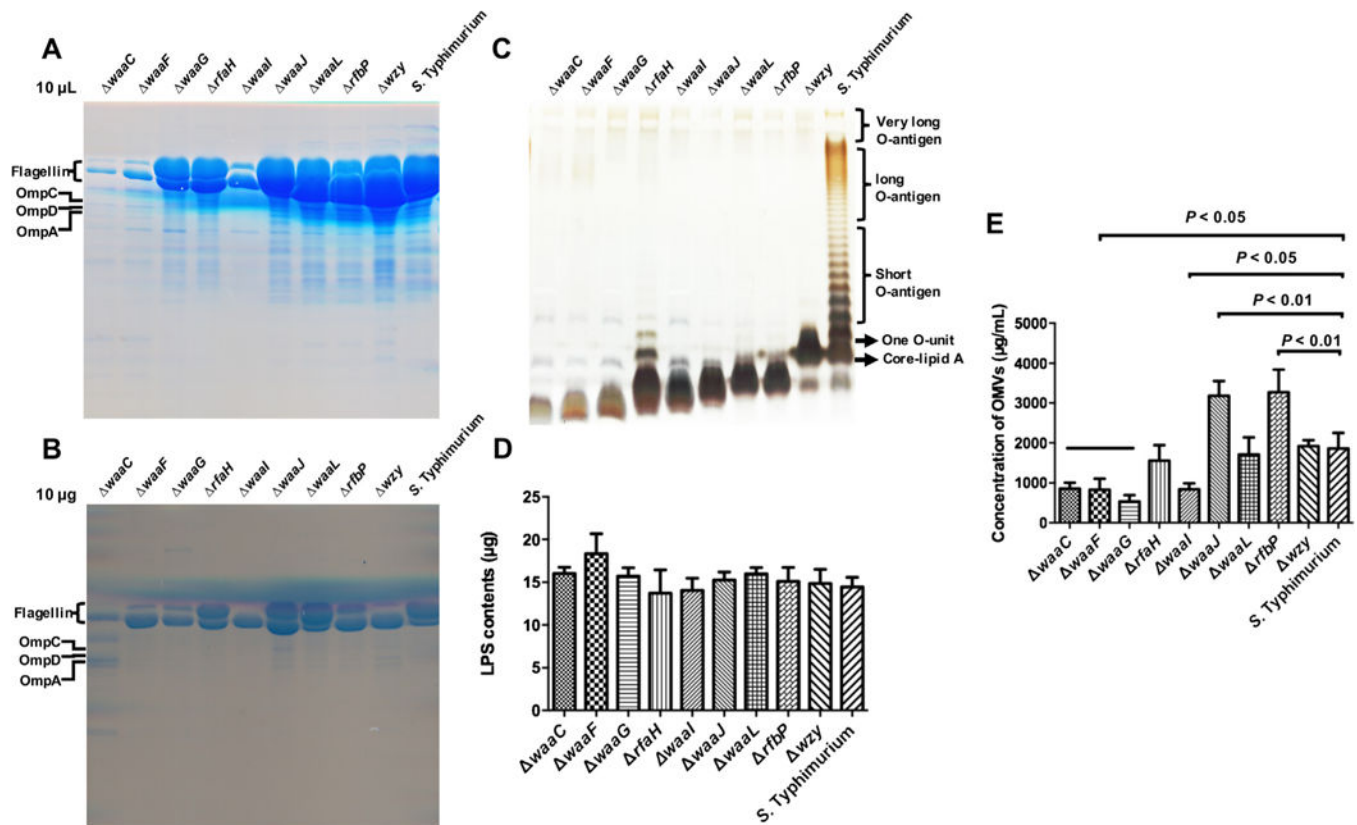 A
ΔwaaC
ΔwaaF
ΔwaaG
ΔrfaH
ΔwaaI
ΔwaaJ
ΔwaaL
ΔrfbP
Δwzy
S. Typhimurium
10 µL
Flagellin
OmpC
OmpD
OmpA
B
ΔwaaC
ΔwaaF
ΔwaaG
ΔrfaH
ΔwaaI
ΔwaaJ
ΔwaaL
ΔrfbP
Δwzy
S. Typhimurium
10 µg
Flagellin
OmpC
OmpD
OmpA
C
ΔwaaC
ΔwaaF
ΔwaaG
ΔrfaH
ΔwaaI
ΔwaaJ
ΔwaaL
ΔrfbP
Δwzy
S. Typhimurium
Very long
O-antigen
long
O-antigen
Short
O-antigen
One O-unit
Core-lipid A
D
LPS contents (µg)
25
20
15
10
5
0
ΔwaaC
ΔwaaF
ΔwaaG
ΔrfaH
ΔwaaI
ΔwaaJ
ΔwaaL
ΔrfbP
Δwzy
S. Typhimurium
E
P < 0.05
P < 0.05
P < 0.01
P < 0.01
Concentration of OMVs (µg/mL)
5000
4000
3000
2000
1000
0
ΔwaaC
ΔwaaF
ΔwaaG
ΔrfaH
ΔwaaI
ΔwaaJ
ΔwaaL
ΔrfbP
Δwzy
S. Typhimurium